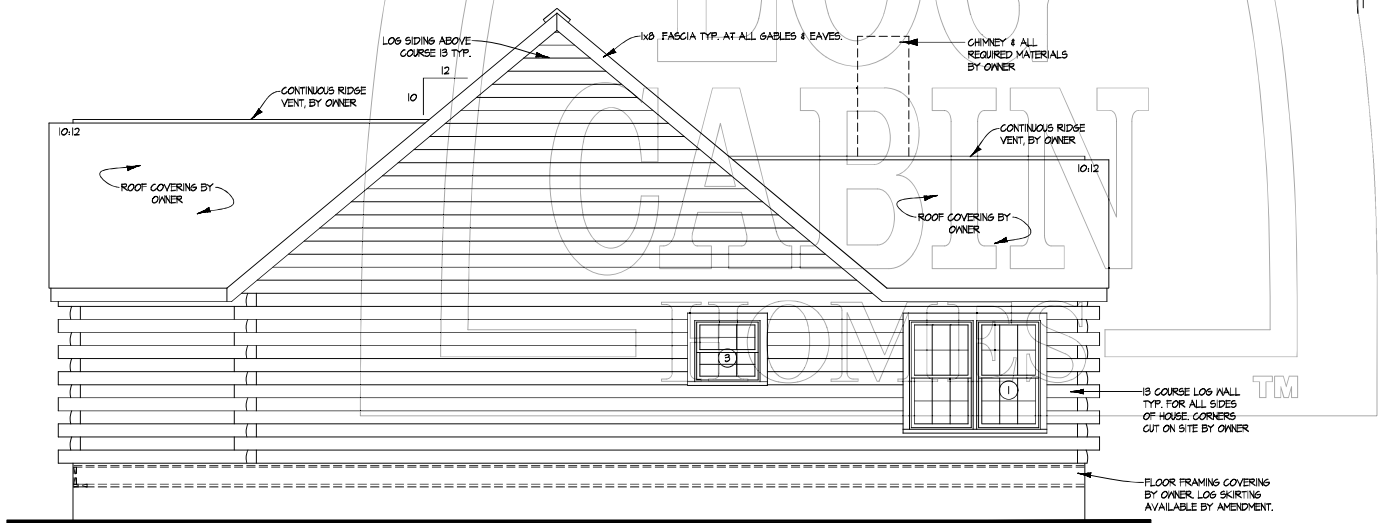 LOG
CABIN
HOMES
TM
LOG SIDING ABOVE
COURSE 13 TYP.
1x8 FASCIA TYP. AT ALL GABLES & EAVES.
CHIMNEY & ALL
REQUIRED MATERIALS
BY OWNER
12
10
CONTINUOUS RIDGE
VENT, BY OWNER
10:12
ROOF COVERING BY
OWNER
CONTINUOUS RIDGE
VENT, BY OWNER
10:12
ROOF COVERING BY
OWNER
3
1
13 COURSE LOG WALL
TYP. FOR ALL SIDES
OF HOUSE. CORNERS
CUT ON SITE BY OWNER
FLOOR FRAMING COVERING
BY OWNER. LOG SKIRTING
AVAILABLE BY AMENDMENT.